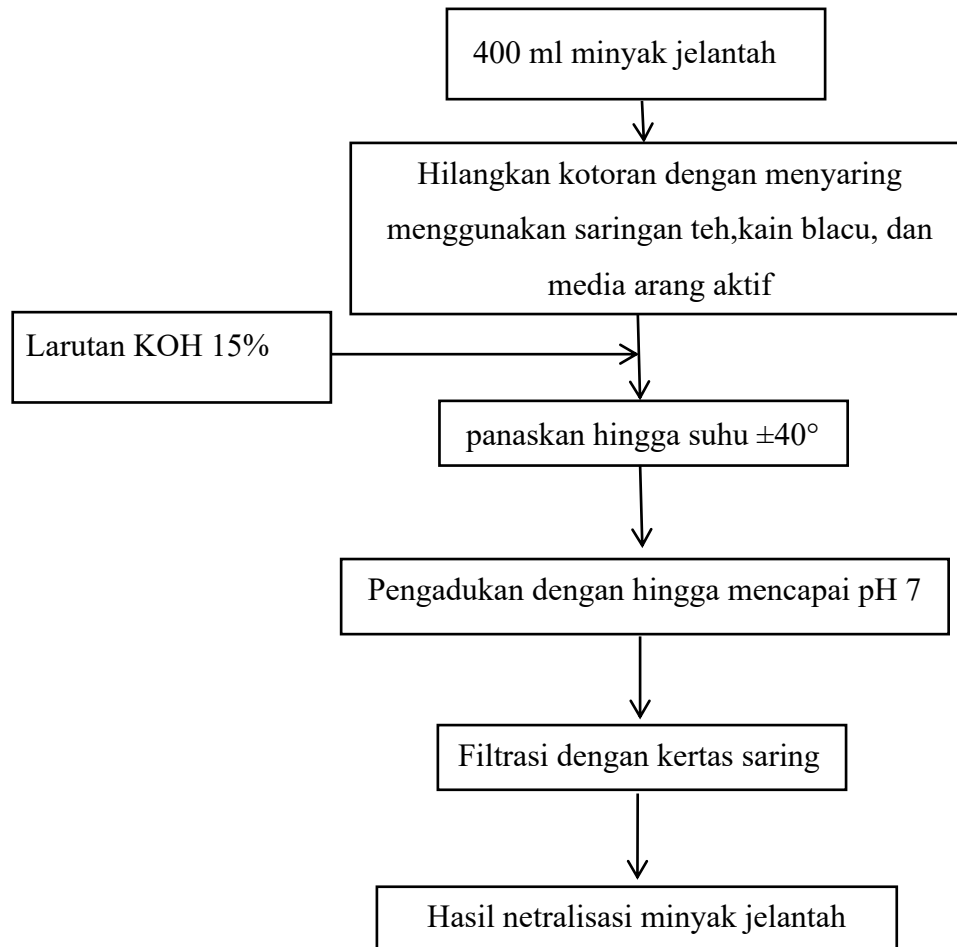 400 ml minyak jelantah
Hilangkan kotoran dengan menyaring
menggunakan saringan teh,kain blacu, dan
media arang aktif
Larutan KOH 15%
panaskan hingga suhu ±40°
Pengadukan dengan hingga mencapai pH 7
Filtrasi dengan kertas saring
Hasil netralisasi minyak jelantah